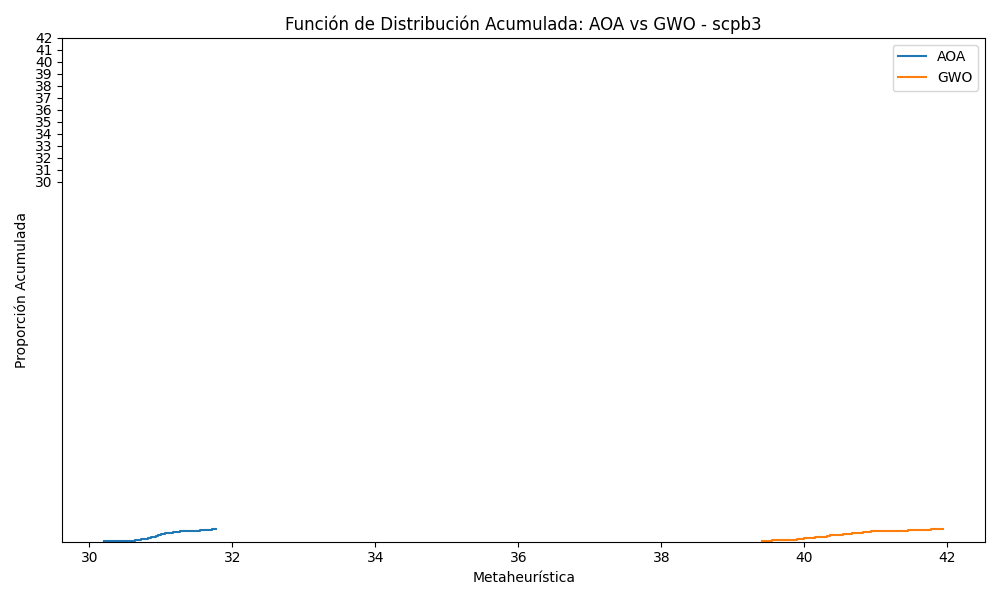 Función de Distribución Acumulada: AOA vs GWO - scpb3
42
41
40
39
38
37
36
35
34
33
32
31
30
Proporción Acumulada
AOA
GWO
30 32 34 36 38 40 42
Metaheurística